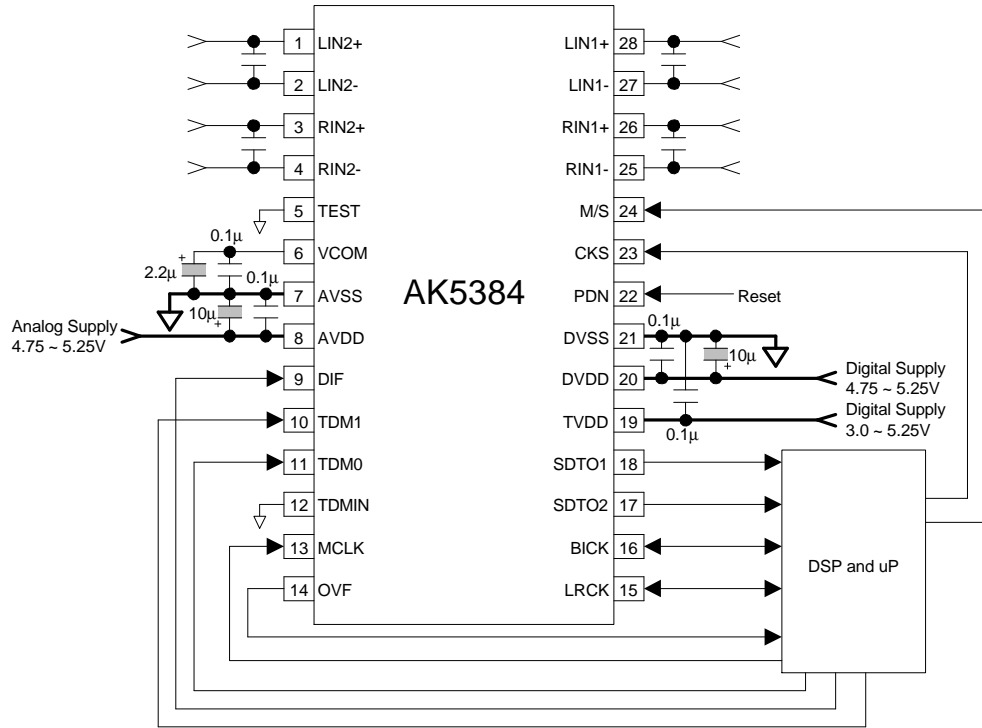 1 LIN2+ LIN1+ 28
2 LIN2- LIN1- 27
3 RIN2+ RIN1+ 26
4 RIN2- RIN1- 25
5 TEST M/S 24
0.1μ
6 VCOM CKS 23
+
2.2μ
0.1μ
7 AVSS AK5384 PDN 22 Reset
10μ
+
Analog Supply
4.75 ~ 5.25V
8 AVDD DVSS 21
0.1μ
10μ
+
9 DIF DVDD 20
Digital Supply
4.75 ~ 5.25V
10 TDM1 TVDD 19
0.1μ
Digital Supply
3.0 ~ 5.25V
11 TDM0 SDTO1 18
12 TDMIN SDTO2 17
13 MCLK BICK 16
DSP and uP
14 OVF LRCK 15